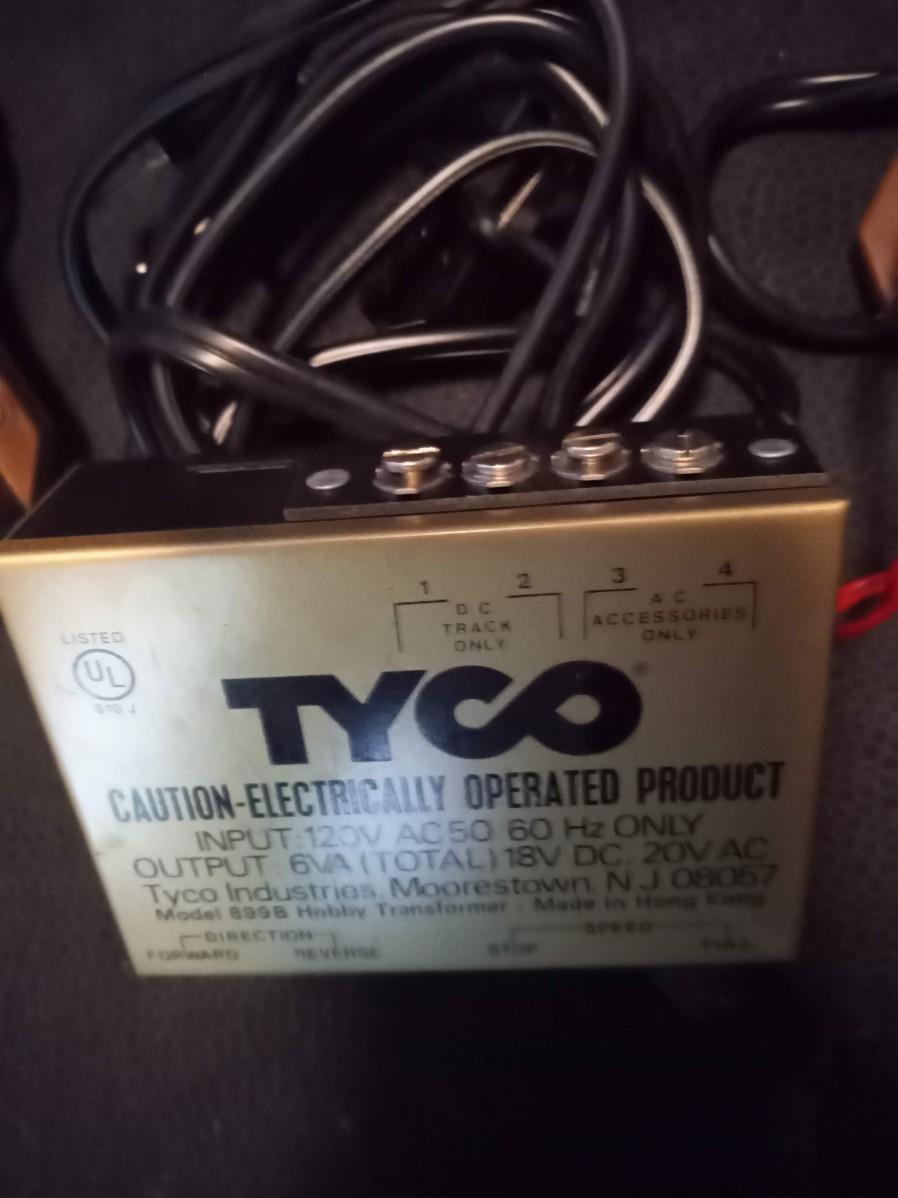 1 2 3 4
D.C. A.C.
TRACK ACCESSORIES
ONLY ONLY
LISTED
UL
910 J
TYCO®
CAUTION-ELECTRICALLY OPERATED PRODUCT
INPUT: 120V AC 50 60 Hz ONLY
OUTPUT: 6VA (TOTAL) 18V DC, 20V AC
Tyco Industries, Moorestown, N.J. 08057
Model 899B Hobby Transformer - Made in Hong Kong
DIRECTION SPEED
FORWARD REVERSE STOP FULL